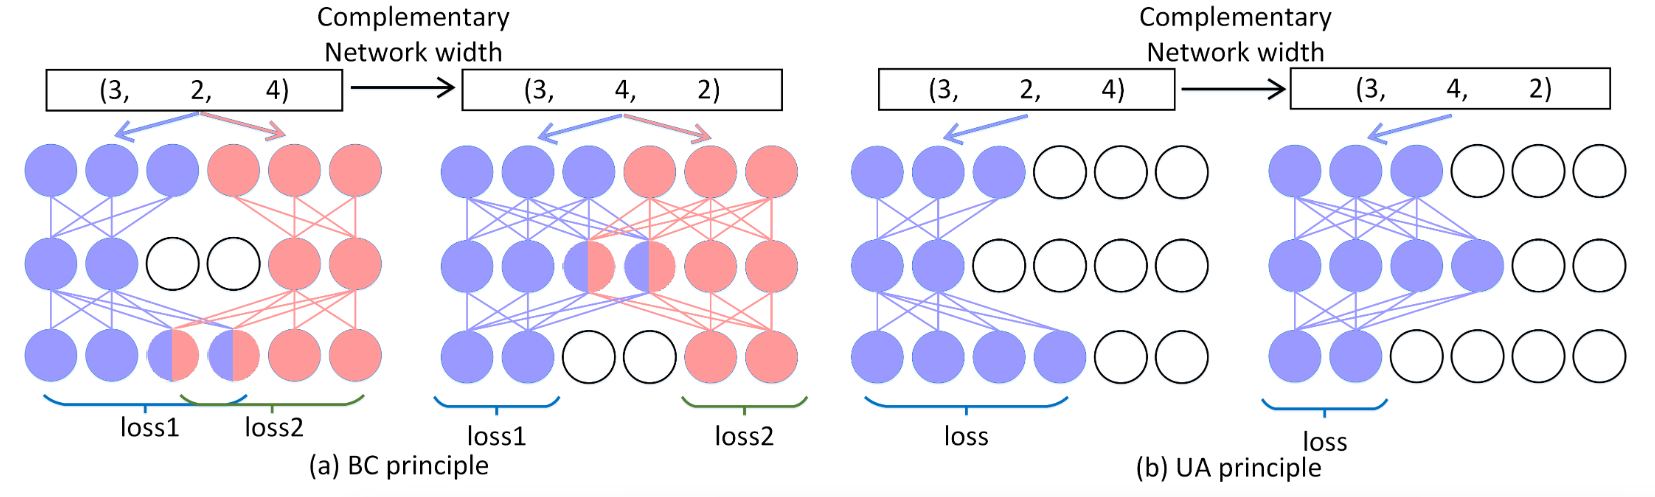 Complementary
Network width
(3, 2, 4)
(3, 4, 2)
loss1
loss2
loss1
loss2
(a) BC principle
Complementary
Network width
(3, 2, 4)
(3, 4, 2)
loss
loss
(b) UA principle